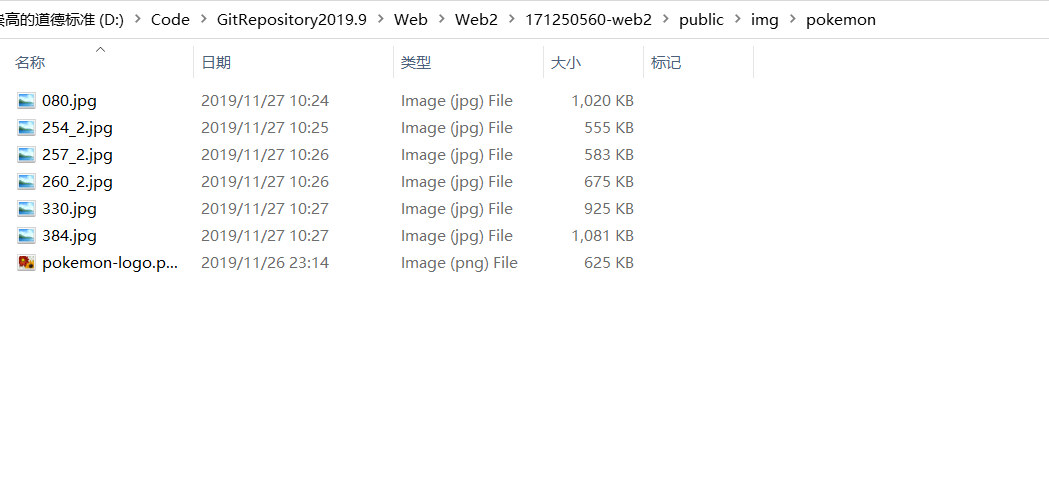 崇高的道德标准 (D:) > Code > GitRepository2019.9 > Web > Web2 > 171250560-web2 > public > img > pokemon
名称 日期 类型 大小 标记
080.jpg 2019/11/27 10:24 Image (jpg) File 1,020 KB
254_2.jpg 2019/11/27 10:25 Image (jpg) File 555 KB
257_2.jpg 2019/11/27 10:26 Image (jpg) File 583 KB
260_2.jpg 2019/11/27 10:26 Image (jpg) File 675 KB
330.jpg 2019/11/27 10:27 Image (jpg) File 925 KB
384.jpg 2019/11/27 10:27 Image (jpg) File 1,081 KB
pokemon-logo.p... 2019/11/26 23:14 Image (png) File 625 KB